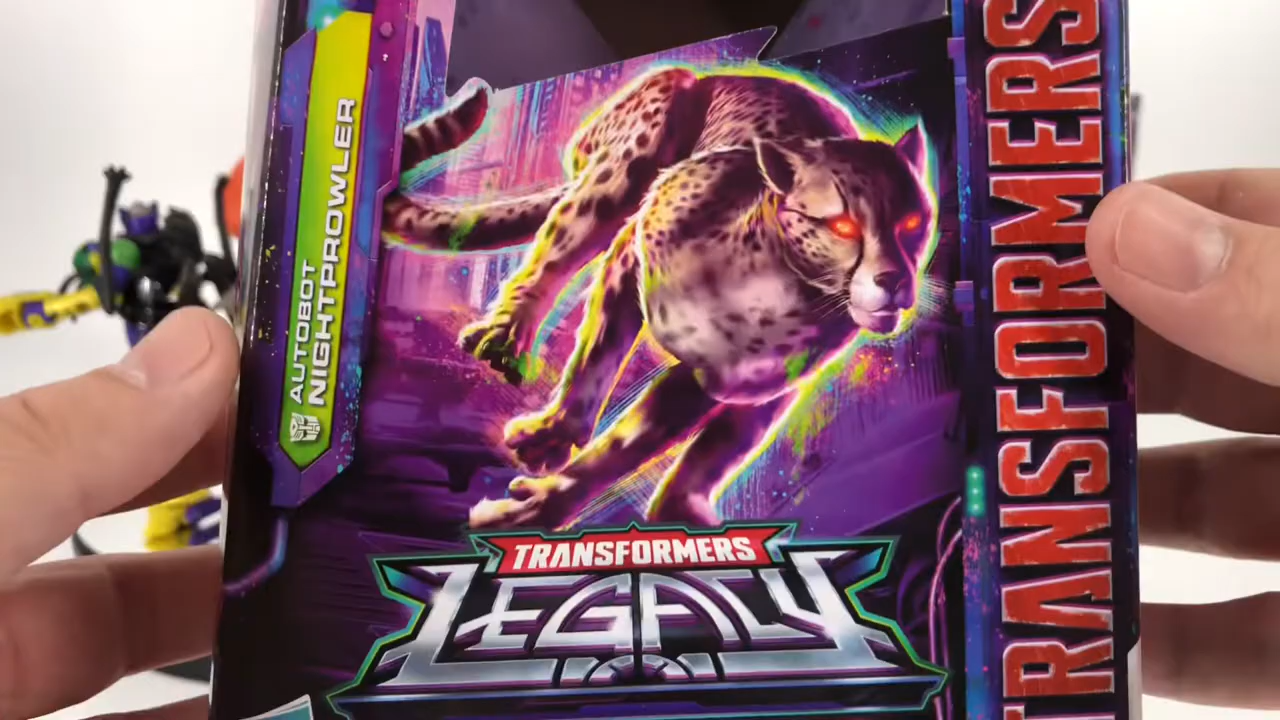 AUTOBOT
NIGHTPROWLER
TRANSFORMERS
LEGACY
TRANSFORMERS